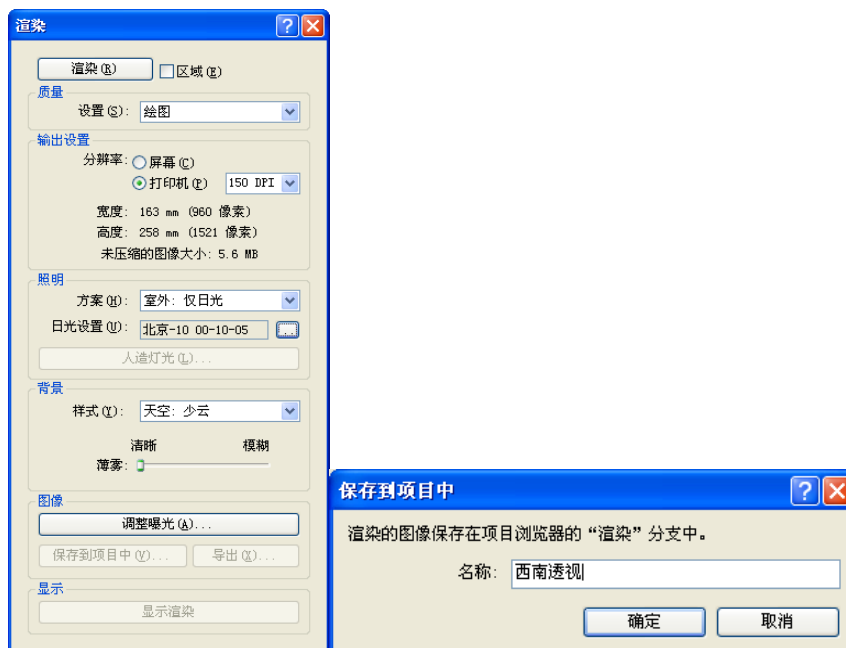 渲染
渲染(R) 区域(E)
质量
设置(S): 绘图
输出设置
分辨率: 屏幕(C)
打印机(P) 150 DPI
宽度: 163 mm (960 像素)
高度: 258 mm (1521 像素)
未压缩的图像大小: 5.6 MB
照明
方案(H): 室外: 仅日光
日光设置(U): 北京-10 00-10-05 ...
人造灯光(L)...
背景
样式(Y): 天空: 少云
清晰 模糊
薄雾:
图像
调整曝光(A)...
保存到项目中(V)... 导出(X)...
显示
显示渲染
保存到项目中
渲染的图像保存在项目浏览器的“渲染”分支中。
名称: 西南透视
确定 取消